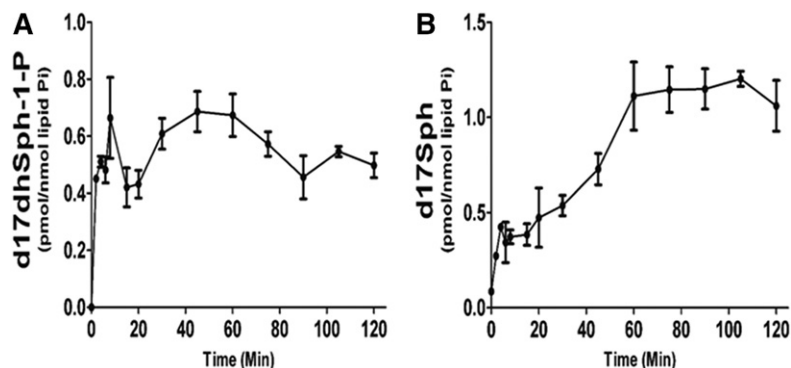 A
d17dhSph-1-P
(pmol/nmol lipid Pi)
1.0
0.8
0.6
0.4
0.2
0.0
0 20 40 60 80 100 120
Time (Min)
B
d17Sph
(pmol/nmol lipid Pi)
1.5
1.0
0.5
0.0
0 20 40 60 80 100 120
Time (Min)